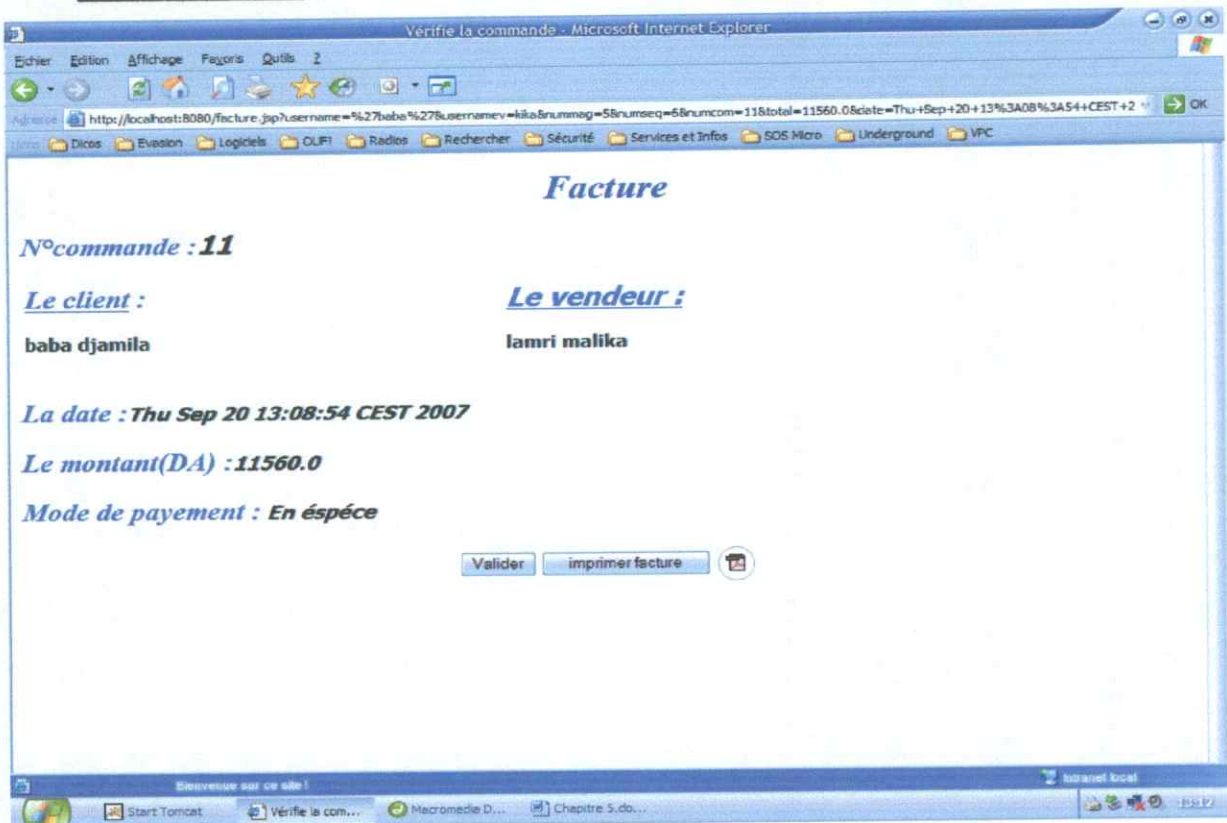 Vérifie la commande - Microsoft Internet Explorer
Fichier Edition Affichage Favoris Outils ?
Adresse http://localhost:8080/facture.jsp?username=%27baba%27&usernamev=kika&nummag=5&numseq=6&numcom=11&total=11560.0&date=Thu+Sep+20+13%3A08%3A54+CEST+2 OK
Dicos Evasion Logiciels OUF! Radios Rechercher Sécurité Services et Infos SOS Micro Underground VPC
Facture
N°commande :11
Le client : Le vendeur :
baba djamila lamri malika
La date :Thu Sep 20 13:08:54 CEST 2007
Le montant(DA) :11560.0
Mode de payement : En éspéce
Valider imprimer facture
Bienvenue sur ce site ! Intranet local
Start Tomcat Vérifie la com... Macromedia D... Chapitre 5.do... 13:12